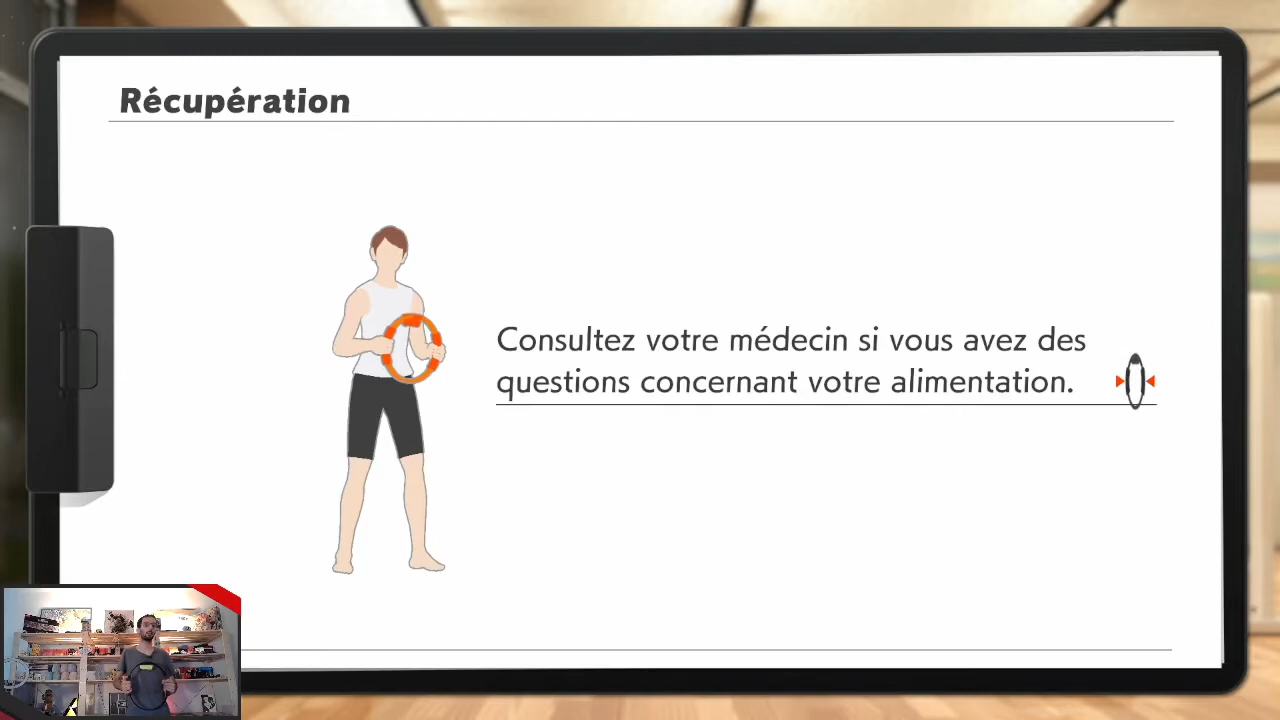 Récupération
Consultez votre médecin si vous avez des
questions concernant votre alimentation.